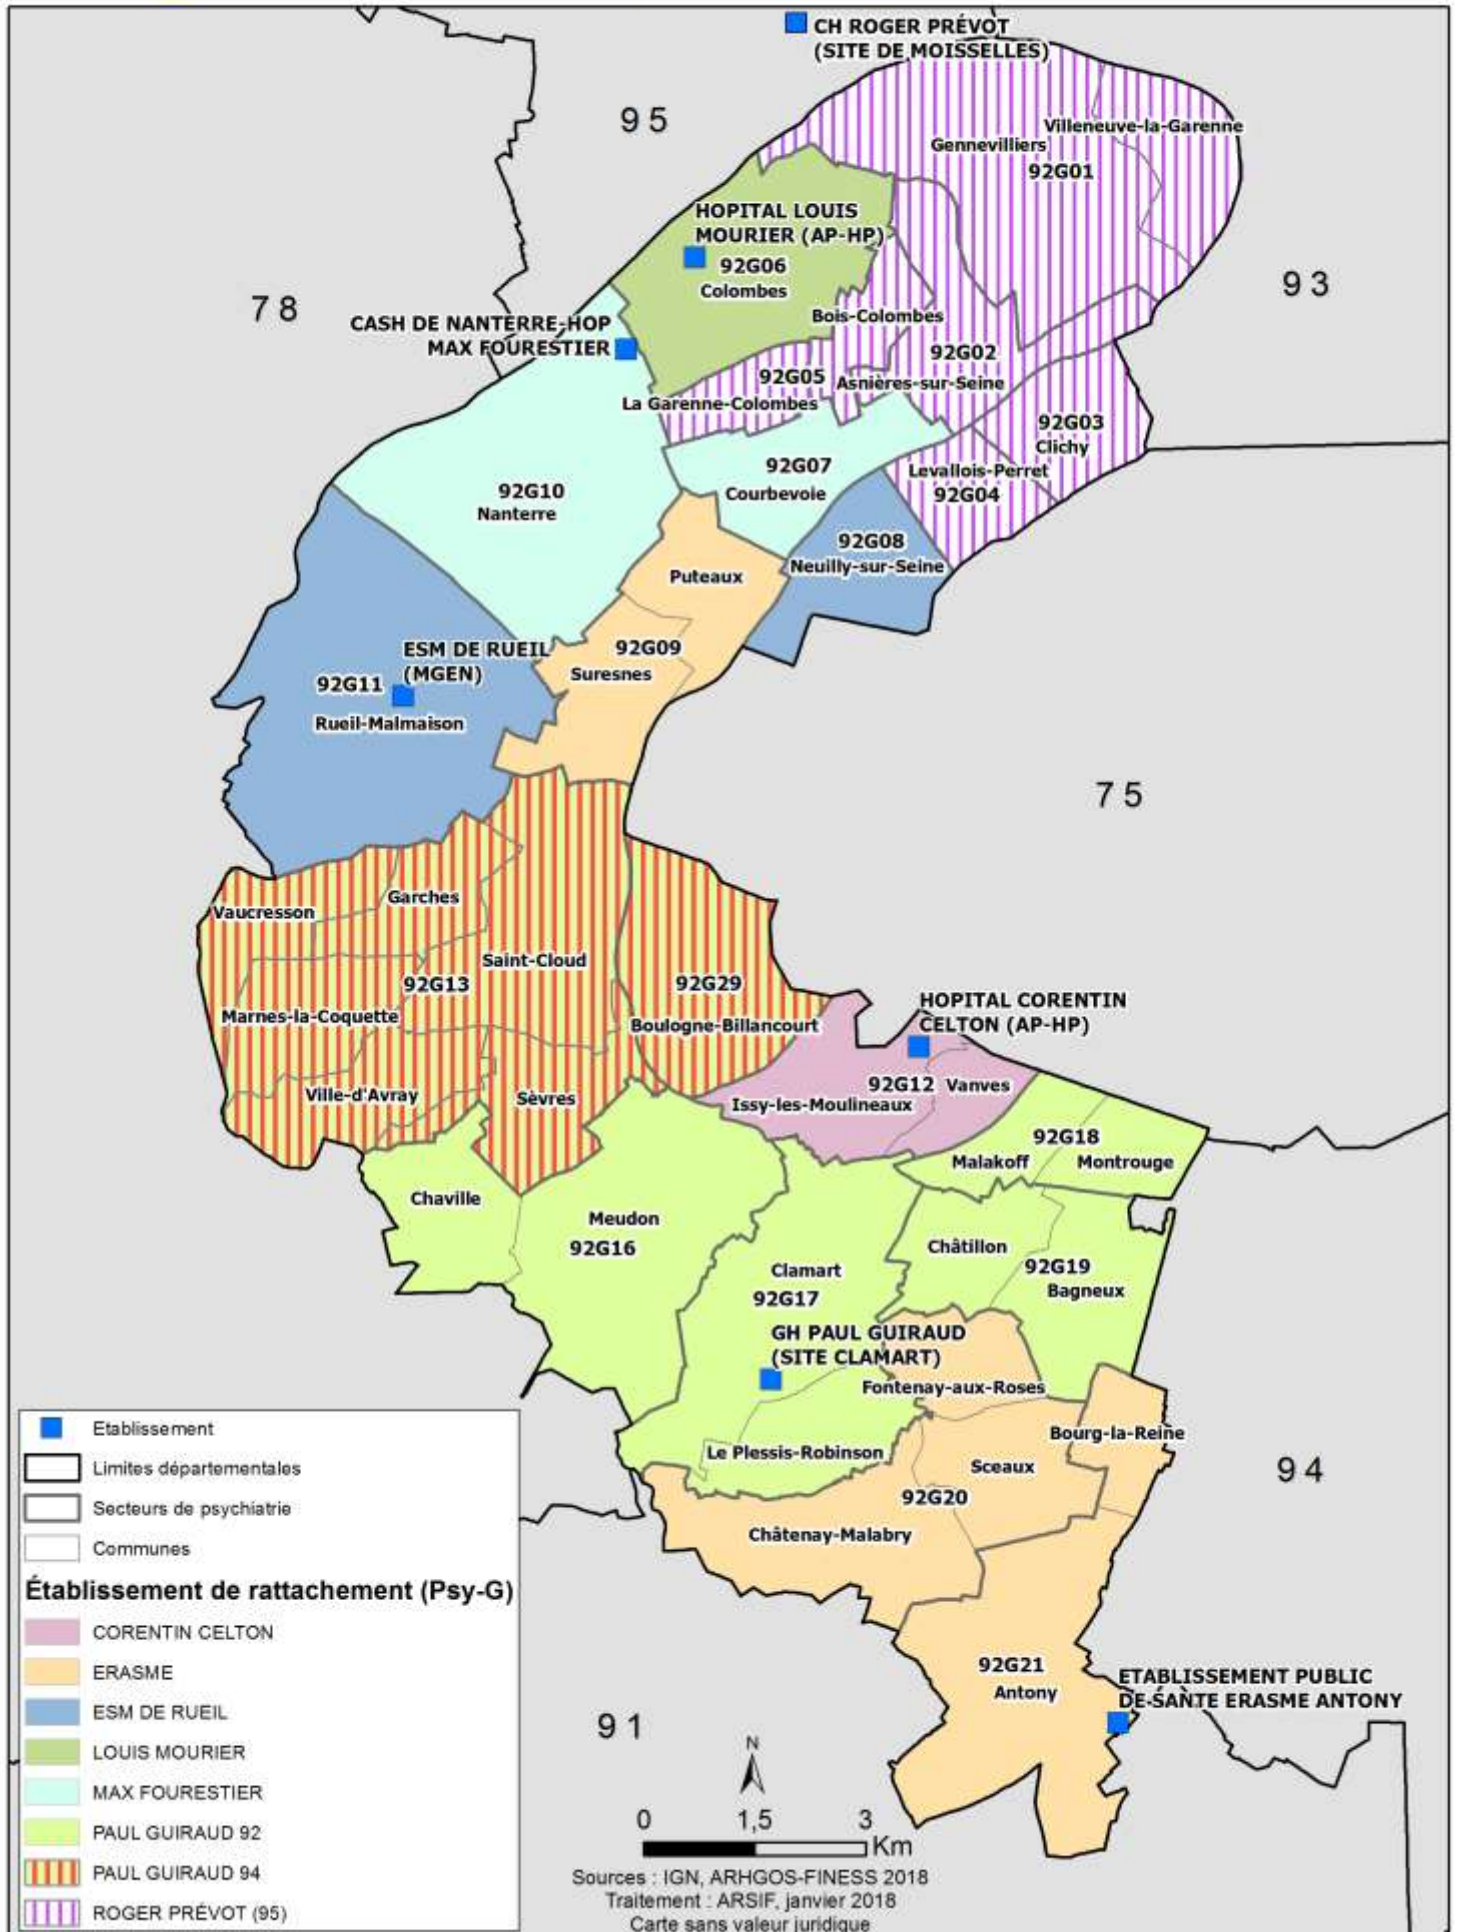 CH ROGER PRÉVOT
(SITE DE MOISSELLES)
95
Villeneuve-la-Garenne
Gennevilliers
92G01
HOPITAL LOUIS
MOURIER (AP-HP)
92G06
Colombes
93
78
CASH DE NANTERRE-HOP
MAX FOURESTIER
Bois-Colombes
92G02
92G05
Asnières-sur-Seine
La Garenne-Colombes
92G03
Clichy
92G07
Courbevoie
Levallois-Perret
92G04
92G10
Nanterre
92G08
Neuilly-sur-Seine
Puteaux
92G09
Suresnes
ESM DE RUEIL
(MGEN)
92G11
Rueil-Malmaison
75
Garches
Vaucresson
Saint-Cloud
92G13
92G29
Marnes-la-Coquette
Boulogne-Billancourt
HOPITAL CORENTIN
CELTON (AP-HP)
92G12 Vanves
Issy-les-Moulineaux
Ville-d'Avray
Sèvres
92G18
Malakoff
Montrouge
Chaville
Meudon
92G16
Châtillon
92G19
Bagneux
Clamart
92G17
GH PAUL GUIRAUD
(SITE CLAMART)
Fontenay-aux-Roses
Bourg-la-Reine
Le Plessis-Robinson
Sceaux
94
92G20
Châtenay-Malabry
92G21
Antony
ETABLISSEMENT PUBLIC
DE SANTE ERASME ANTONY
91
Etablissement
Limites départementales
Secteurs de psychiatrie
Communes
Établissement de rattachement (Psy-G)
CORENTIN CELTON
ERASME
ESM DE RUEIL
LOUIS MOURIER
MAX FOURESTIER
PAUL GUIRAUD 92
PAUL GUIRAUD 94
ROGER PRÉVOT (95)
N
0 1,5 3
Km
Sources : IGN, ARHGOS-FINESS 2018
Traitement : ARSIF, janvier 2018
Carte sans valeur juridique